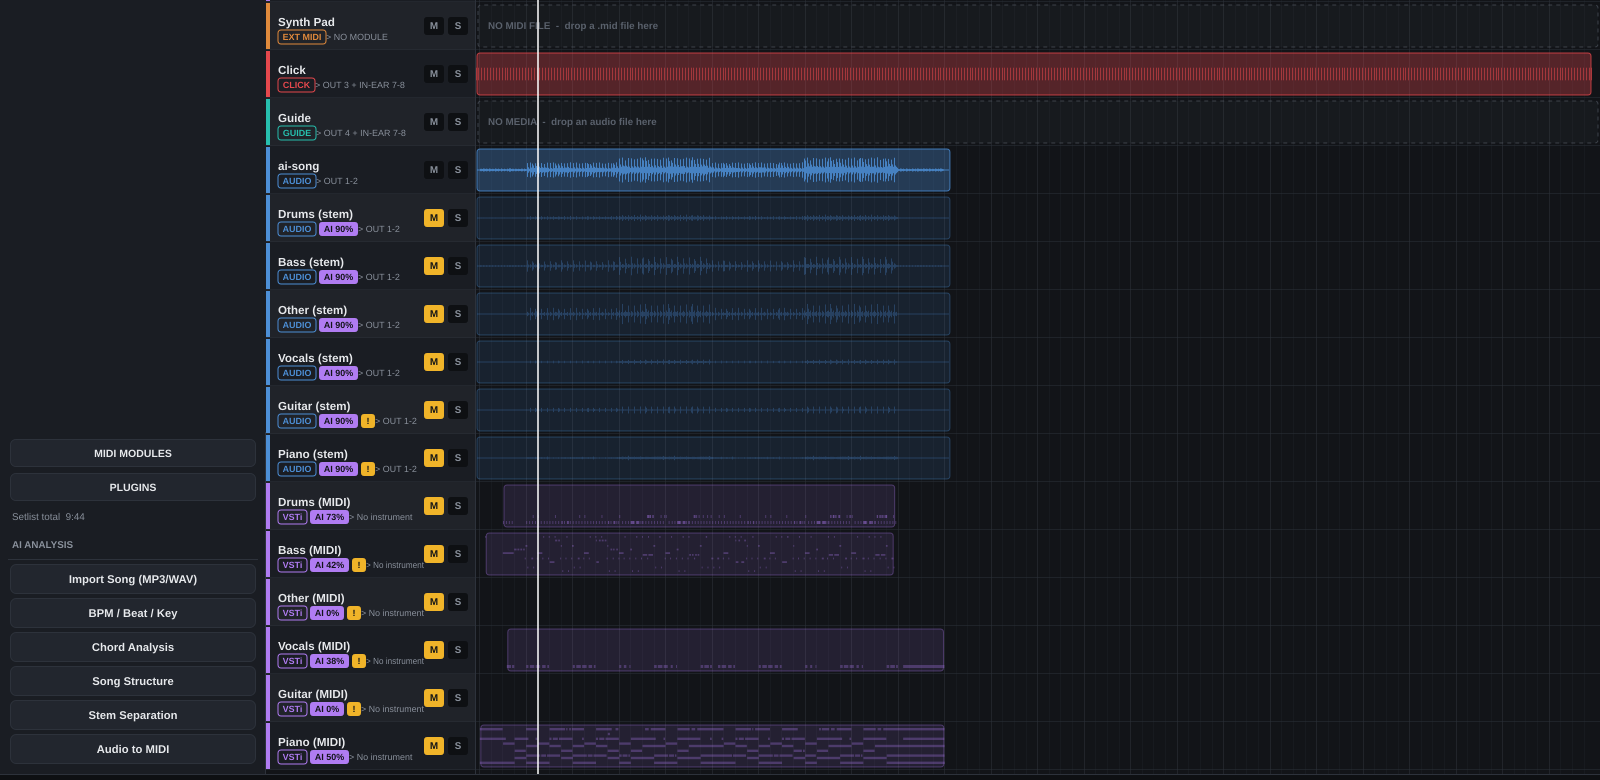 Synth Pad M S
EXT MIDI > NO MODULE
NO MIDI FILE - drop a .mid file here
Click M S
CLICK > OUT 3 + IN-EAR 7-8
Guide M S
GUIDE > OUT 4 + IN-EAR 7-8
NO MEDIA - drop an audio file here
ai-song M S
AUDIO > OUT 1-2
Drums (stem) M S
AUDIO AI 90% > OUT 1-2
Bass (stem) M S
AUDIO AI 90% > OUT 1-2
Other (stem) M S
AUDIO AI 90% > OUT 1-2
Vocals (stem) M S
AUDIO AI 90% > OUT 1-2
Guitar (stem) M S
AUDIO AI 90% ! > OUT 1-2
Piano (stem) M S
AUDIO AI 90% ! > OUT 1-2
Drums (MIDI) M S
VSTi AI 73% > No instrument
Bass (MIDI) M S
VSTi AI 42% ! > No instrument
Other (MIDI) M S
VSTi AI 0% ! > No instrument
Vocals (MIDI) M S
VSTi AI 38% ! > No instrument
Guitar (MIDI) M S
VSTi AI 0% ! > No instrument
Piano (MIDI) M S
VSTi AI 50% > No instrument
MIDI MODULES
PLUGINS
Setlist total 9:44
AI ANALYSIS
Import Song (MP3/WAV)
BPM / Beat / Key
Chord Analysis
Song Structure
Stem Separation
Audio to MIDI